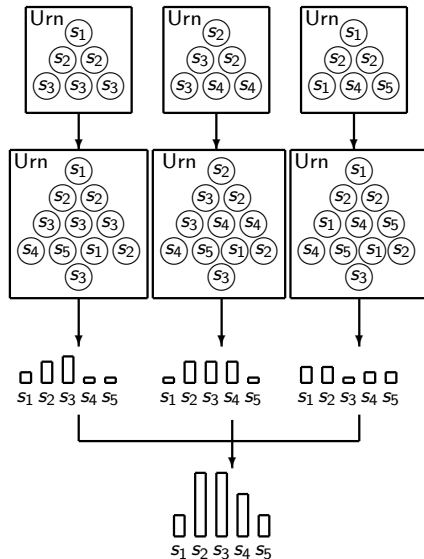 Urn Urn Urn
s1 s2 s1
s2 s2 s3 s2 s2 s2
s3 s3 s3 s3 s4 s4 s1 s4 s5
Urn Urn Urn
s1 s2 s1
s2 s2 s3 s2 s2 s2
s3 s3 s3 s3 s4 s4 s1 s4 s5
s4 s5 s1 s2 s4 s5 s1 s2 s4 s5 s1 s2
s3 s3 s3
s1 s2 s3 s4 s5 s1 s2 s3 s4 s5 s1 s2 s3 s4 s5
s1 s2 s3 s4 s5